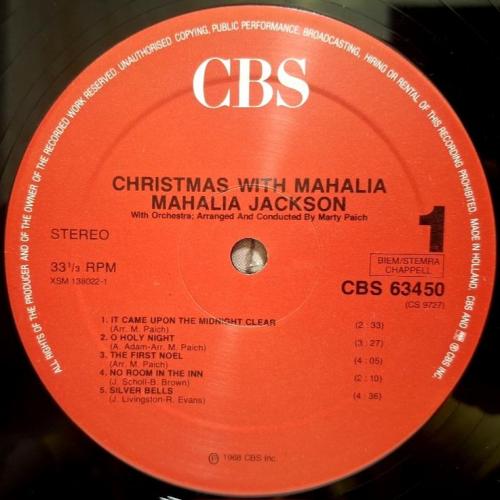 ALL RIGHTS OF THE PRODUCER AND OF THE OWNER OF THE RECORDED WORK RESERVED. UNAUTHORISED COPYING, PUBLIC PERFORMANCE, BROADCASTING, HIRING OR RENTAL OF THIS RECORDING PROHIBITED. MADE IN HOLLAND. CBS AND ® CBS INC.
CBS
CHRISTMAS WITH MAHALIA
MAHALIA JACKSON
With Orchestra; Arranged And Conducted By Marty Paich
STEREO
1
33⅓ RPM
XSM 138022-1
BIEM/STEMRA
CHAPPELL
CBS 63450
(CS 9727)
1. IT CAME UPON THE MIDNIGHT CLEAR (2:33)
(Arr. M. Paich)
2. O HOLY NIGHT (3:27)
(A. Adam-Arr. M. Paich)
3. THE FIRST NOEL (4:05)
(Arr. M. Paich)
4. NO ROOM IN THE INN (2:10)
(J. Scholl-B. Brown)
5. SILVER BELLS (4:36)
(J. Livingston-R. Evans)
℗ 1968 CBS Inc.